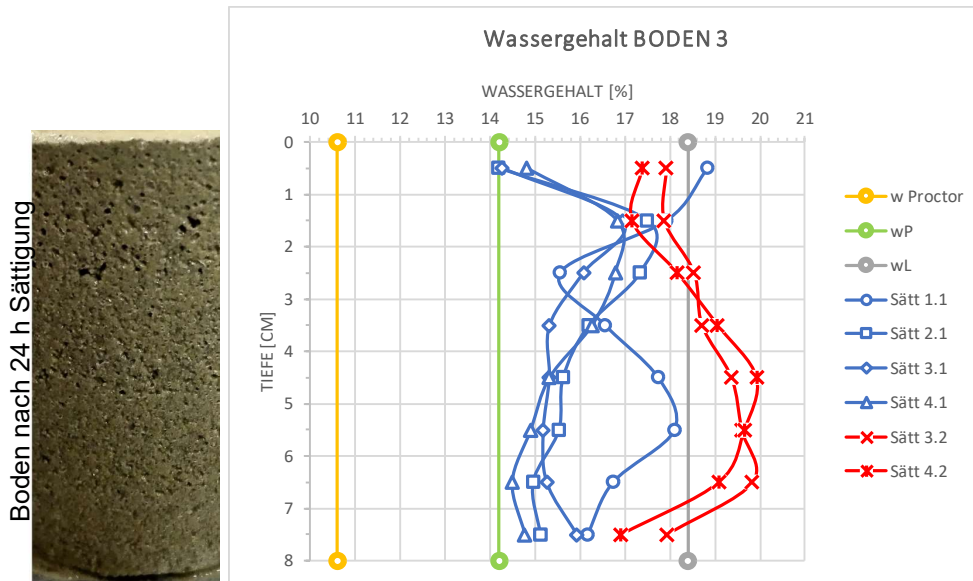 Boden nach 24 h Sättigung
Wassergehalt BODEN 3
WASSERGEHALT [%]
10 11 12 13 14 15 16 17 18 19 20 21
TIEFE [CM]
0
1
2
3
4
5
6
7
8
w Proctor
wP
wL
Sätt 1.1
Sätt 2.1
Sätt 3.1
Sätt 4.1
Sätt 3.2
Sätt 4.2